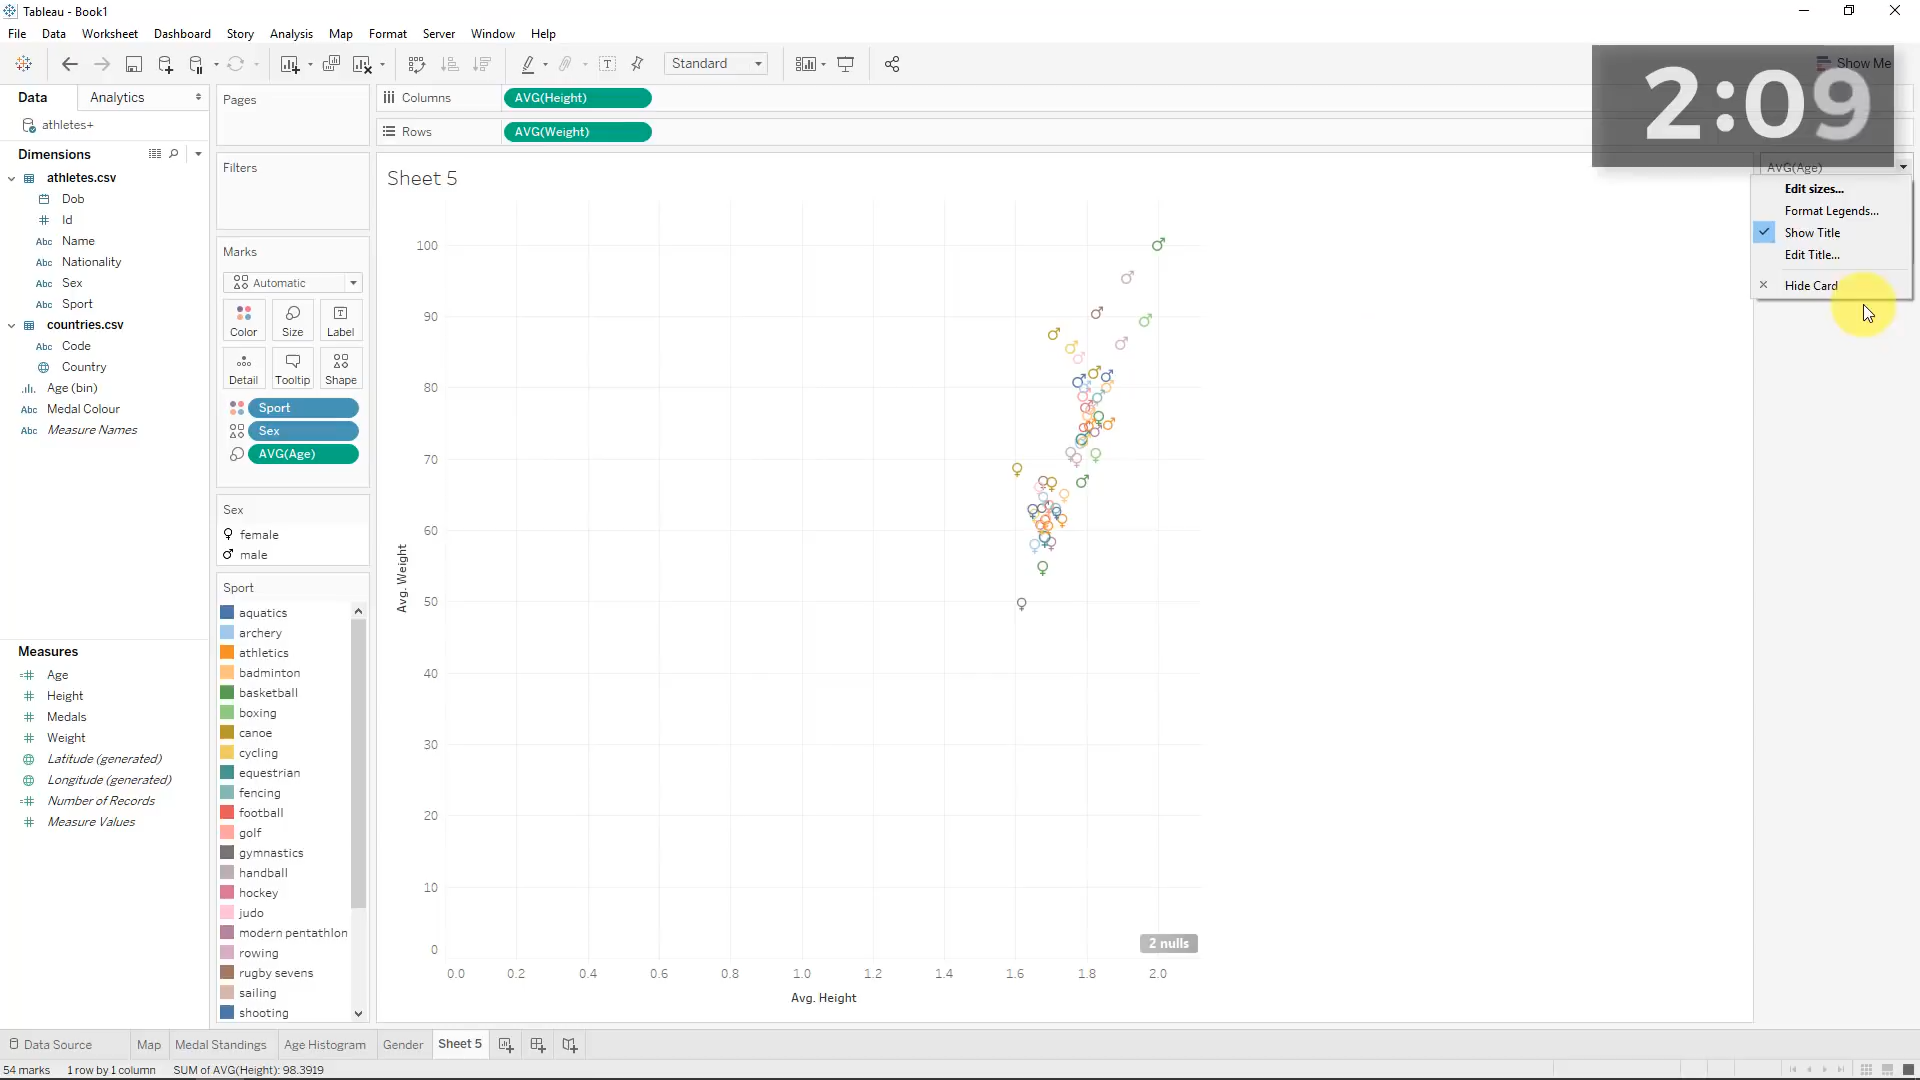 Tableau - Book1
File Data Worksheet Dashboard Story Analysis Map Format Server Window Help
Standard
Show Me
2:09
Data Analytics
athletes+
Dimensions
athletes.csv
Dob
Id
Abc Name
Abc Nationality
Abc Sex
Abc Sport
countries.csv
Abc Code
Country
Age (bin)
Abc Medal Colour
Abc Measure Names
Measures
Age
Height
Medals
Weight
Latitude (generated)
Longitude (generated)
Number of Records
Measure Values
Pages
Filters
Marks
Automatic
Color Size Label
Detail Tooltip Shape
Sport
Sex
AVG(Age)
Sex
female
male
Sport
aquatics
archery
athletics
badminton
basketball
boxing
canoe
cycling
equestrian
fencing
football
golf
gymnastics
handball
hockey
judo
modern pentathlon
rowing
rugby sevens
sailing
shooting
Columns AVG(Height)
Rows AVG(Weight)
Sheet 5
100
90
80
70
60
50
40
30
20
10
0
Avg. Weight
0.0 0.2 0.4 0.6 0.8 1.0 1.2 1.4 1.6 1.8 2.0
Avg. Height
2 nulls
AVG(Age)
Edit sizes...
Format Legends...
Show Title
Edit Title...
Hide Card
Data Source Map Medal Standings Age Histogram Gender Sheet 5
54 marks 1 row by 1 column SUM of AVG(Height): 98.3919